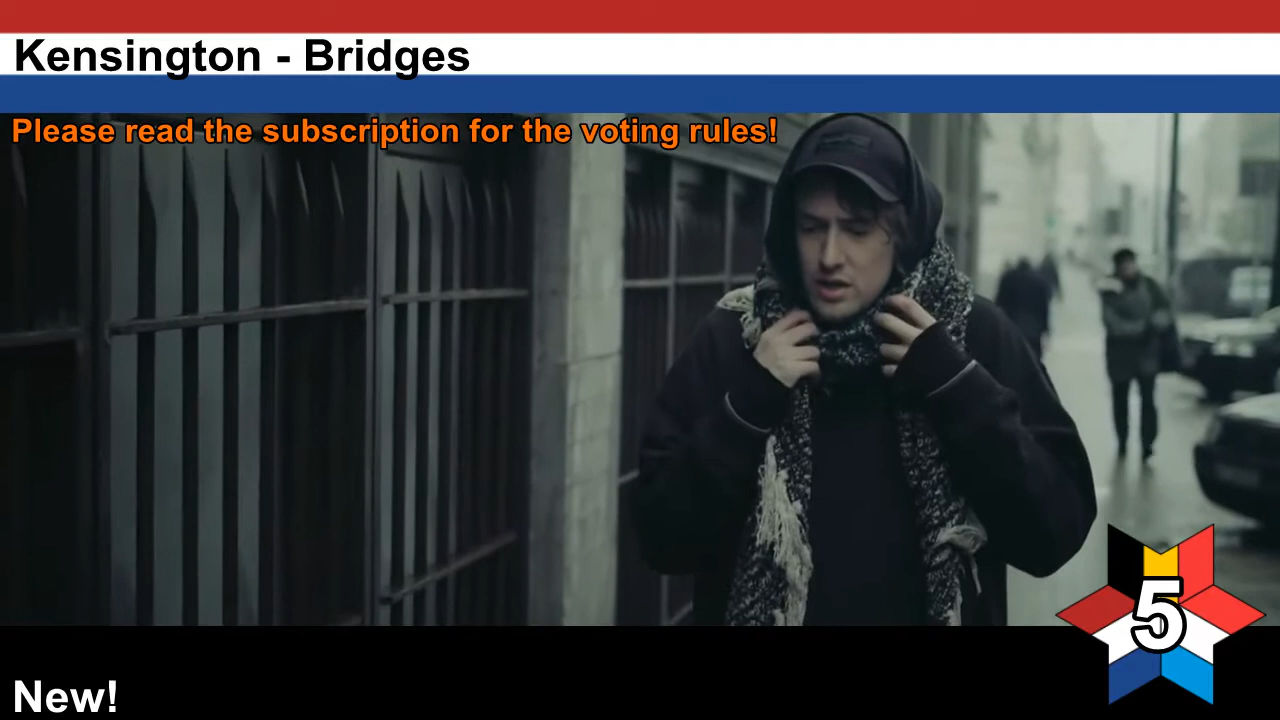 Kensington - Bridges
Please read the subscription for the voting rules!
5
New!